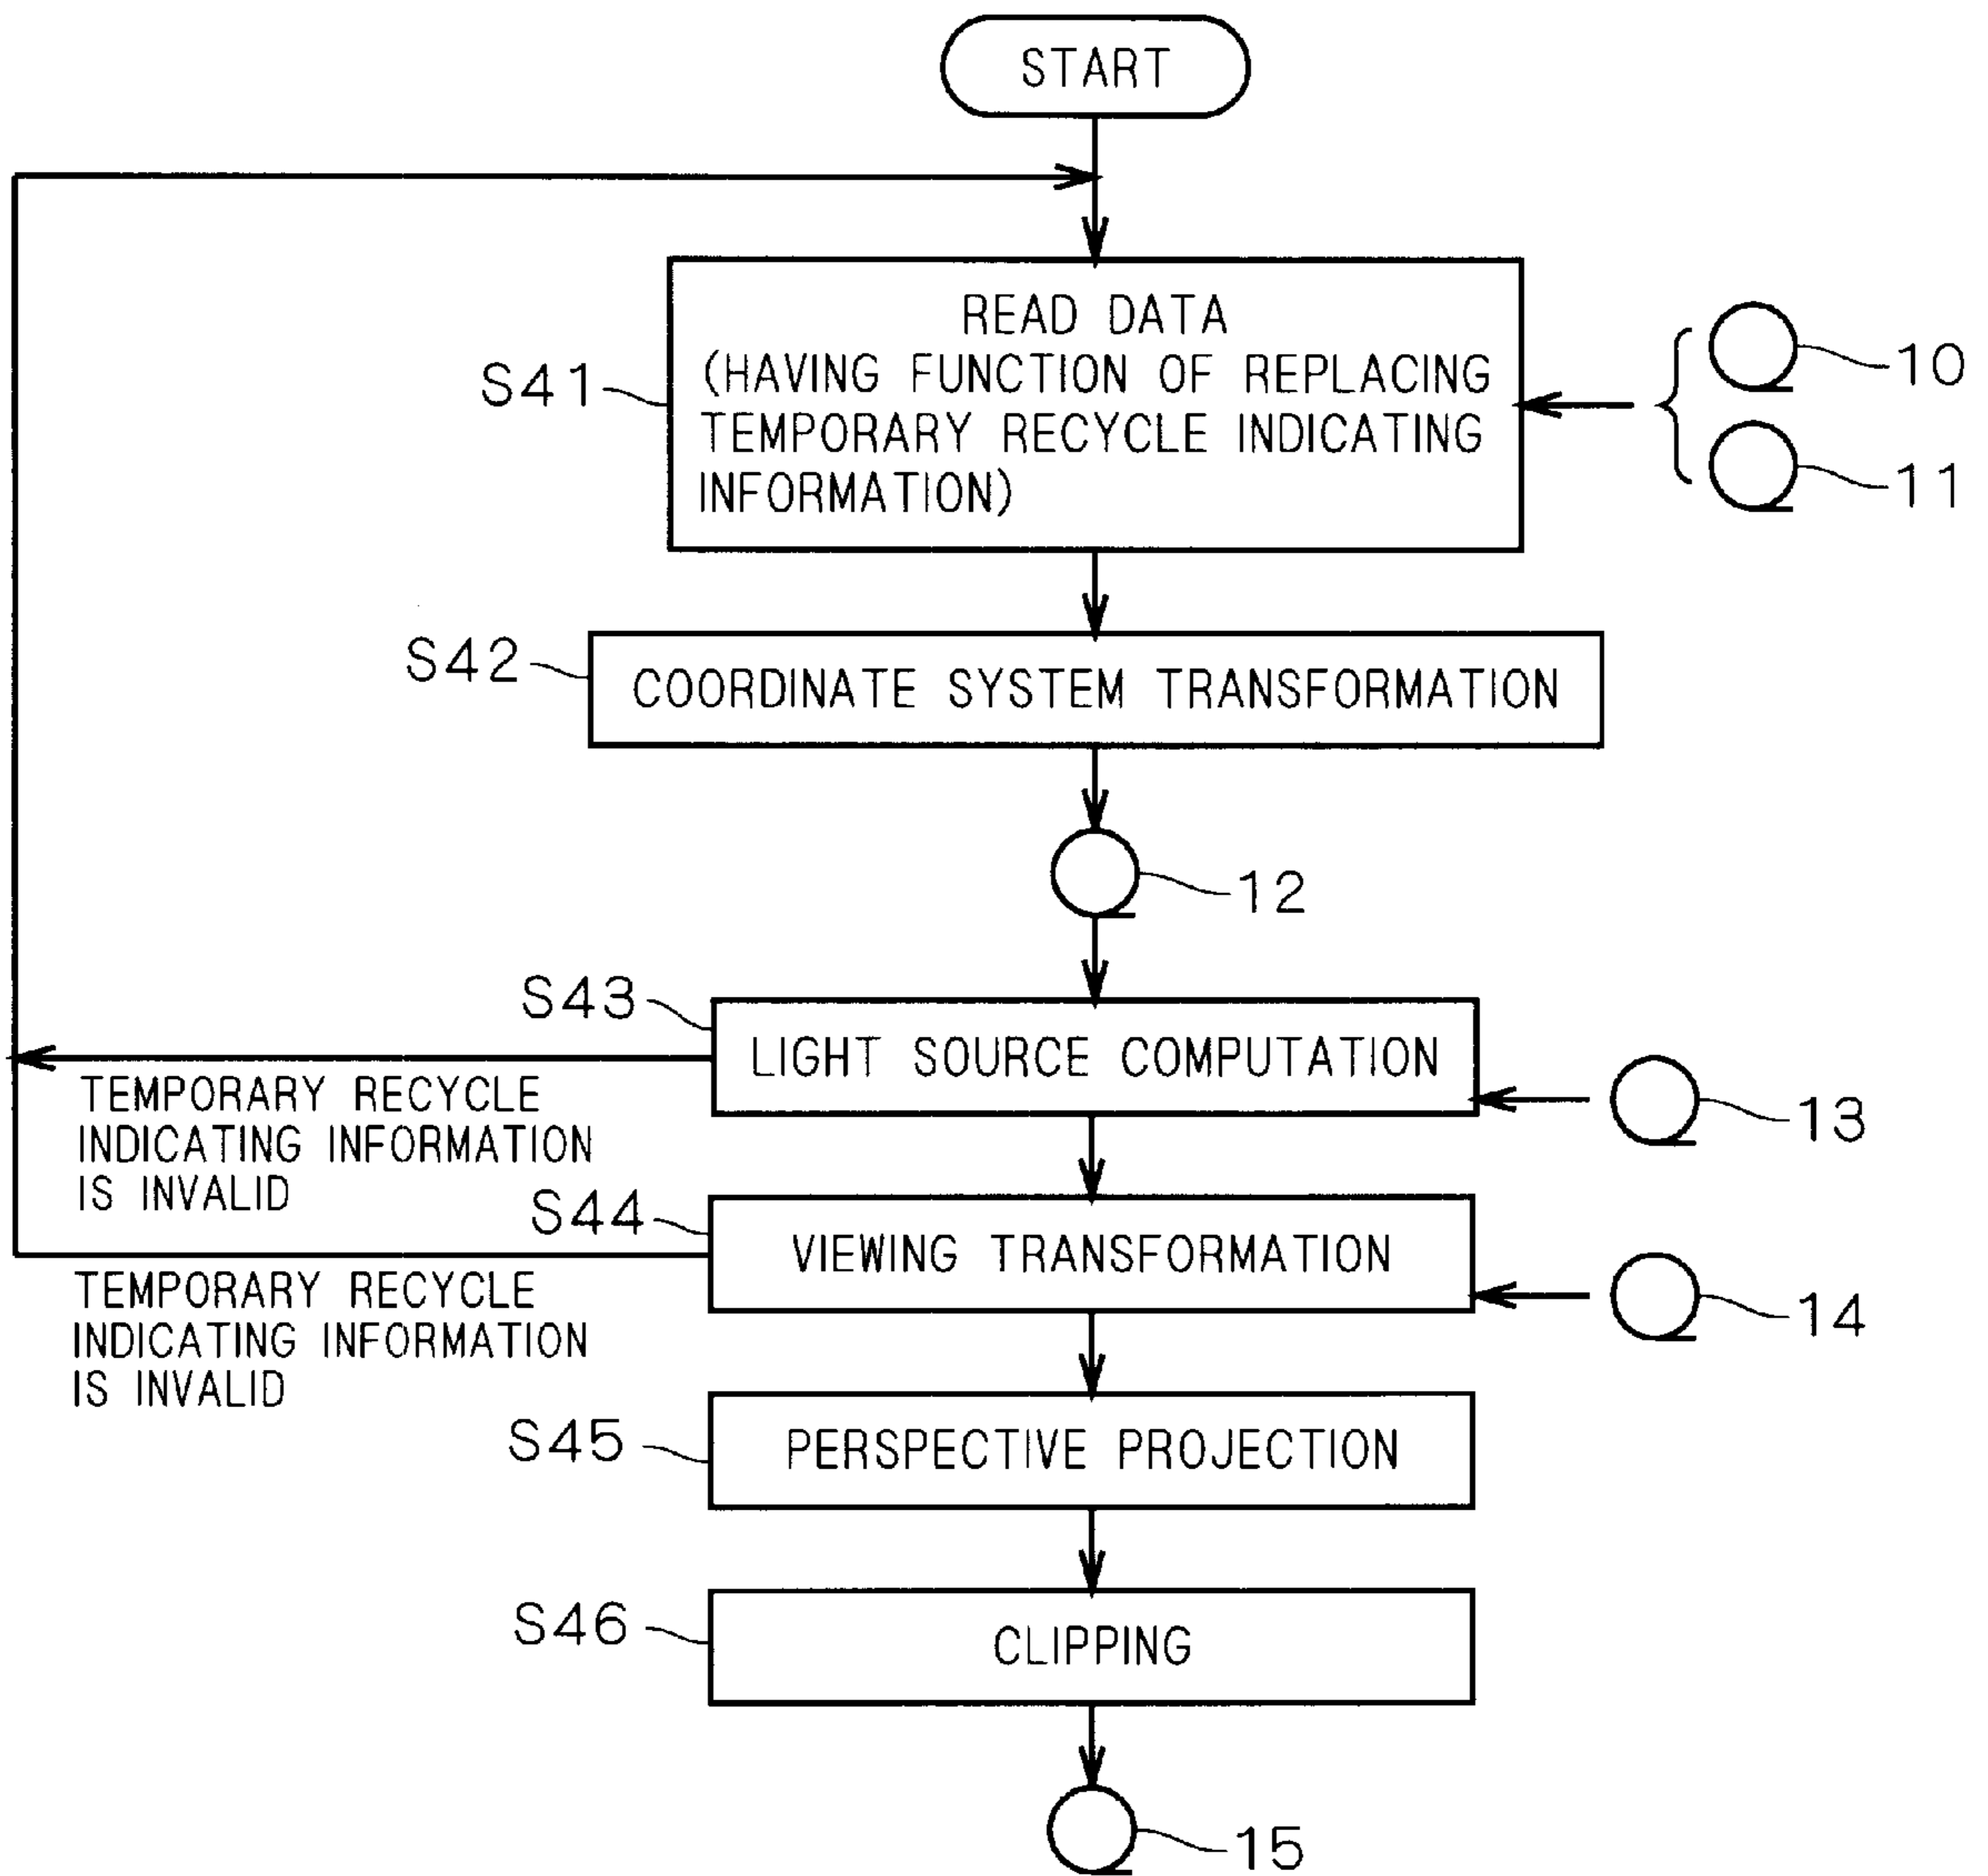 START
READ DATA
(HAVING FUNCTION OF REPLACING
TEMPORARY RECYCLE INDICATING
INFORMATION)
S41
10
11
S42
COORDINATE SYSTEM TRANSFORMATION
12
S43
LIGHT SOURCE COMPUTATION
13
TEMPORARY RECYCLE
INDICATING INFORMATION
IS INVALID
S44
VIEWING TRANSFORMATION
14
TEMPORARY RECYCLE
INDICATING INFORMATION
IS INVALID
S45
PERSPECTIVE PROJECTION
S46
CLIPPING
15